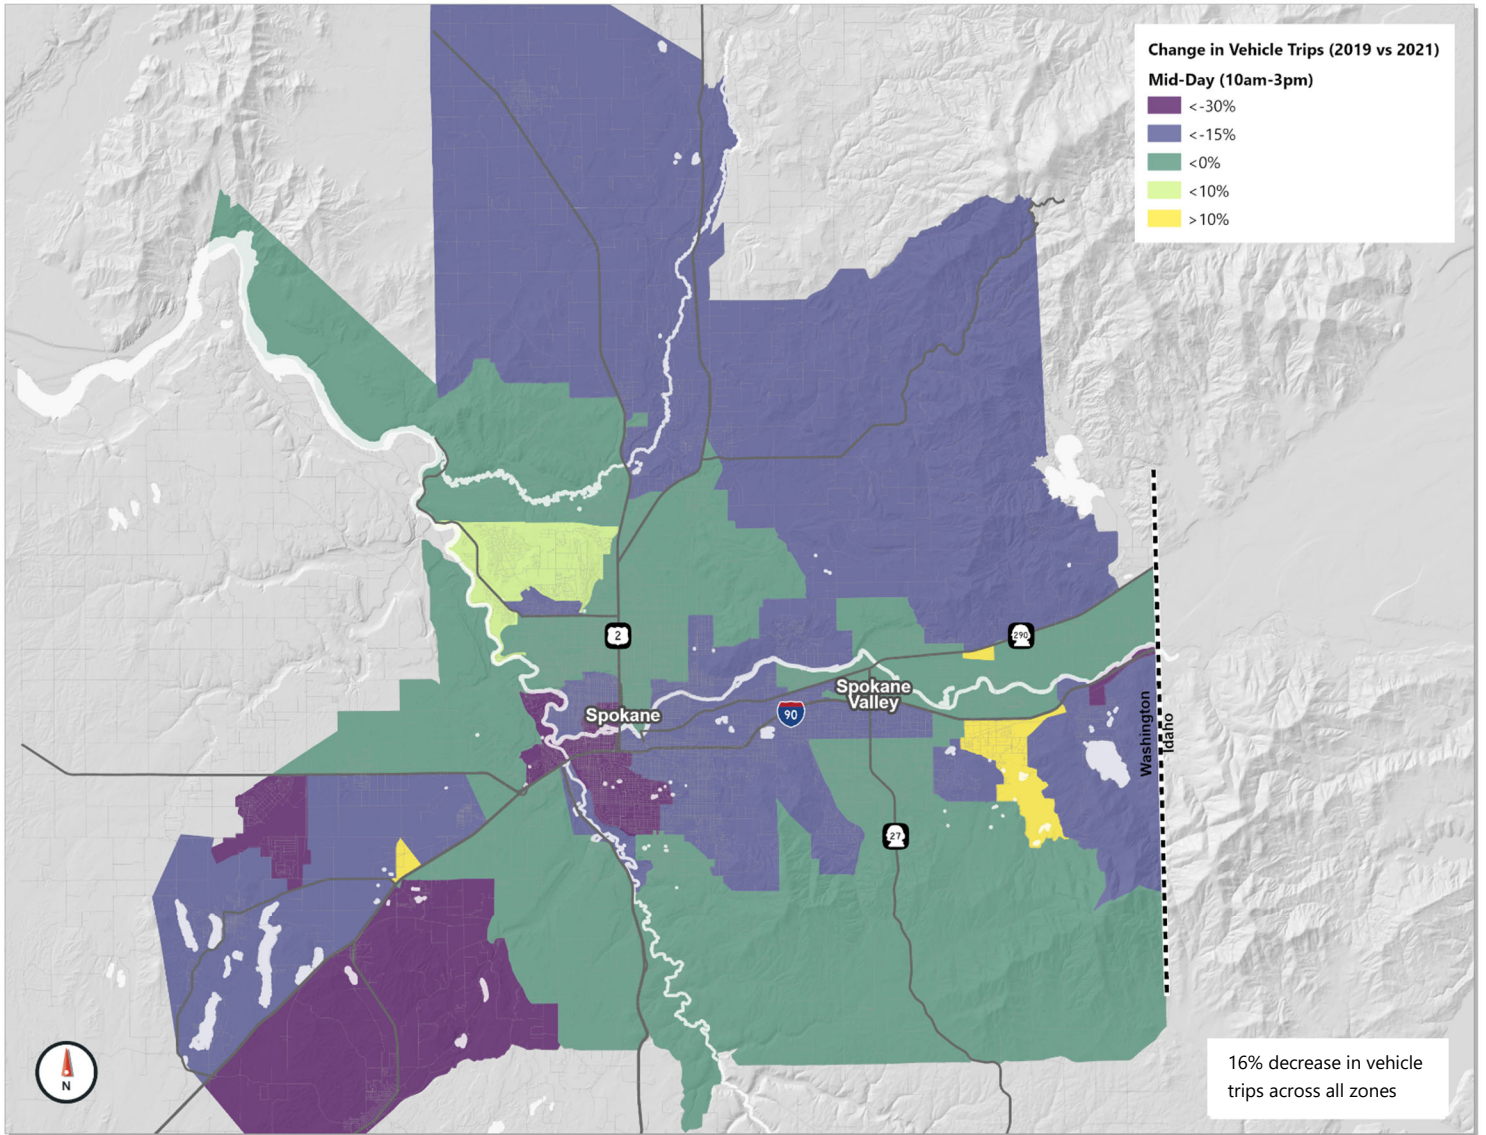 Change in Vehicle Trips (2019 vs 2021)
Mid-Day (10am-3pm)
<-30%
<-15%
<0%
<10%
>10%
2
290
Spokane
Valley
Spokane
90
Washington
Idaho
27
N
16% decrease in vehicle
trips across all zones